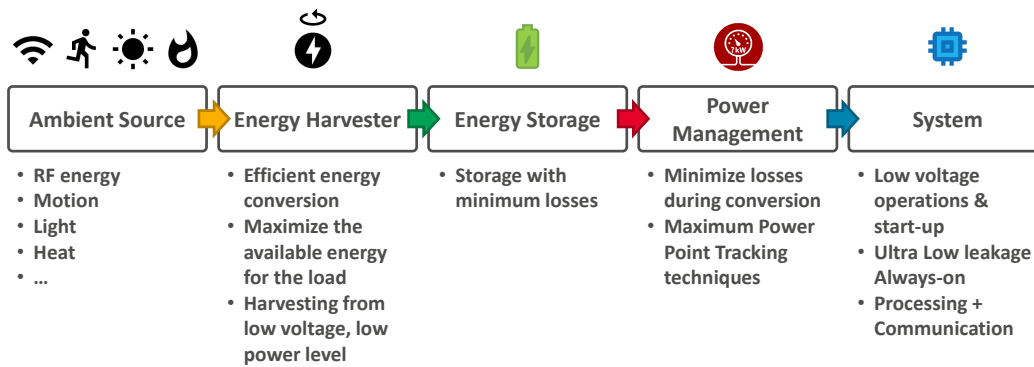 7kW
Ambient Source
Energy Harvester
Energy Storage
Power
Management
System
• RF energy
• Motion
• Light
• Heat
• …
• Efficient energy
conversion
• Maximize the
available energy
for the load
• Harvesting from
low voltage, low
power level
• Storage with
minimum losses
• Minimize losses
during conversion
• Maximum Power
Point Tracking
techniques
• Low voltage
operations &
start-up
• Ultra Low leakage
Always-on
• Processing +
Communication